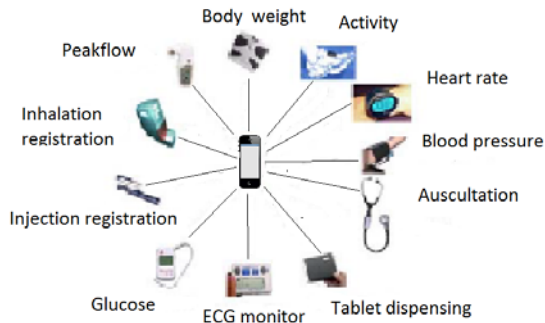 Body weight
Activity
Peakflow
Heart rate
Inhalation
registration
Blood pressure
Auscultation
Injection registration
Glucose
ECG monitor
Tablet dispensing